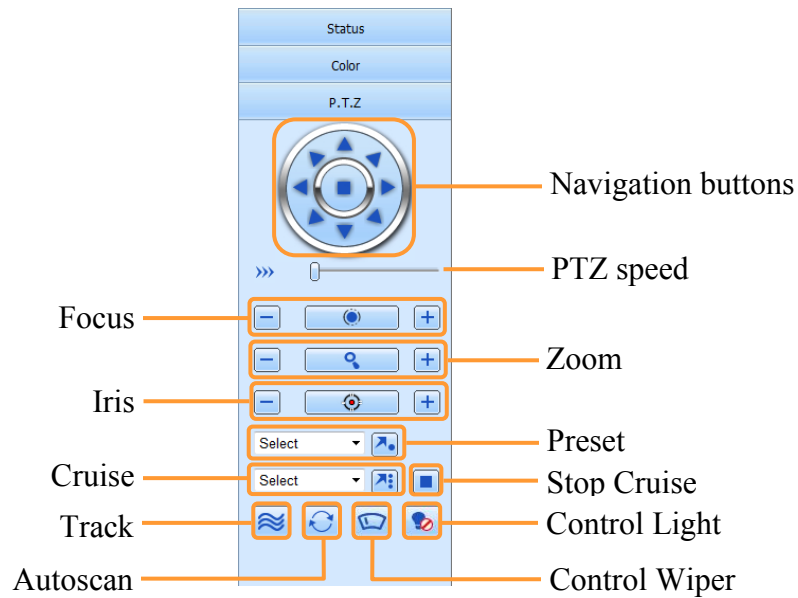 Status
Color
P.T.Z
Navigation buttons
PTZ speed
Focus
Zoom
Iris
Select
Preset
Cruise
Select
Stop Cruise
Track
Control Light
Autoscan
Control Wiper